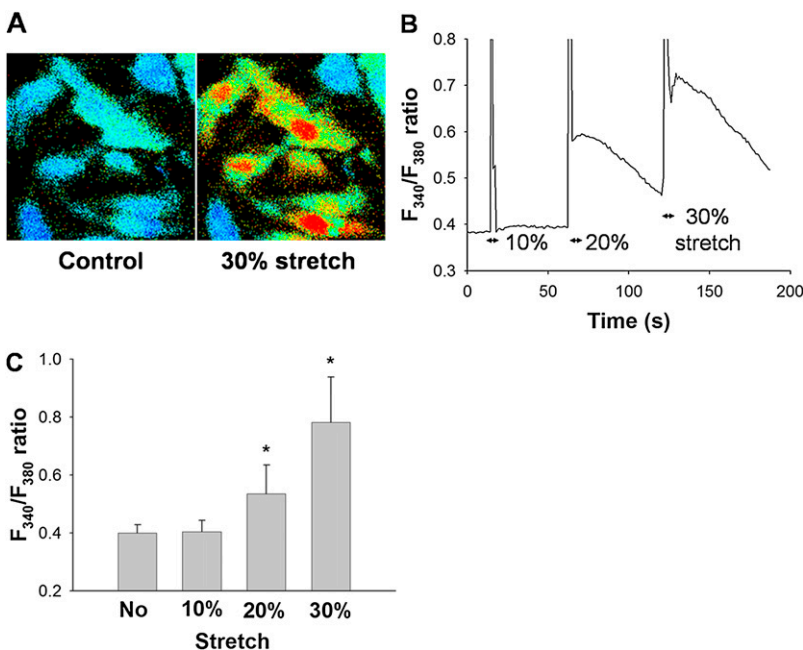 A
Control
30% stretch
B
F340/F380 ratio
0.8
0.7
0.6
0.5
0.4
0.3
10%
20%
30%
stretch
0
50
100
150
200
Time (s)
C
F340/F380 ratio
1.0
0.8
0.6
0.4
0.2
*
*
No
10%
20%
30%
Stretch